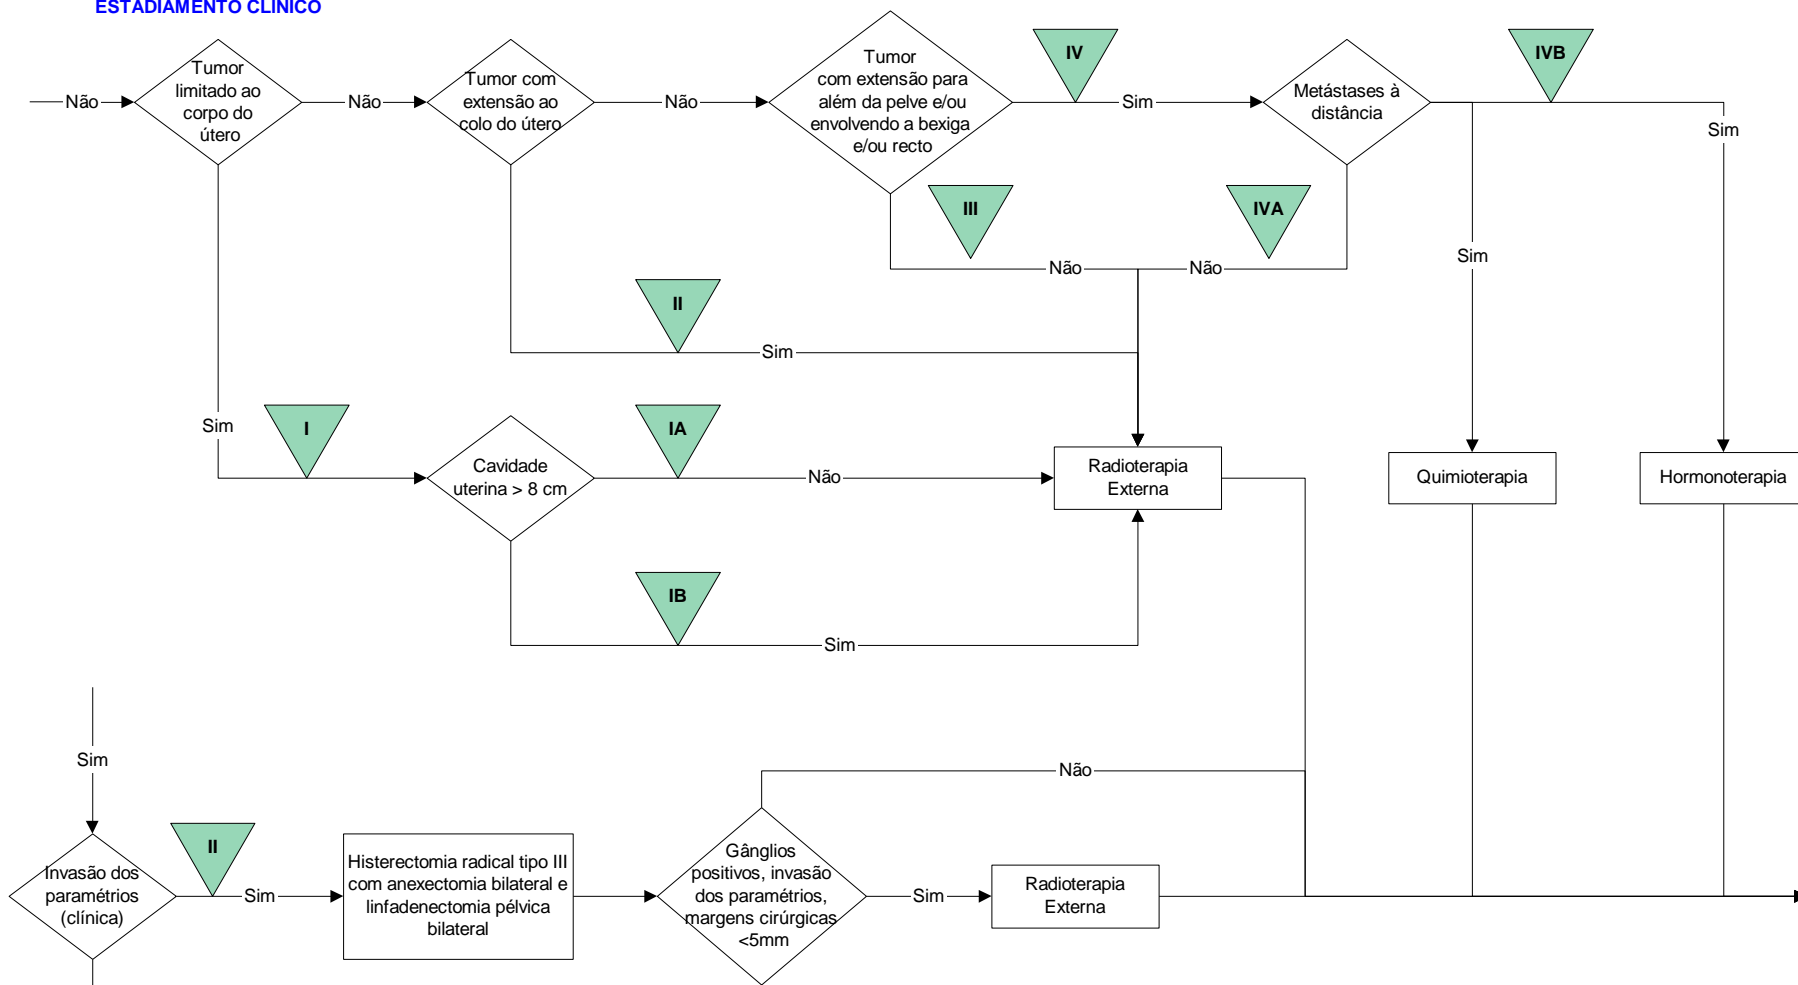 ESTADIAMENTO CLÍNICO
Não
Tumor
limitado ao
corpo do
útero
Não
Tumor com
extensão ao
colo do útero
Não
Tumor
com extensão para
além da pelve e/ou
envolvendo a bexiga
e/ou recto
IV
Sim
Metástases à
distância
IVB
Sim
III
IVA
Não
Não
Sim
II
Sim
Sim
I
Cavidade
uterina > 8 cm
IA
Não
Radioterapia
Externa
Quimioterapia
Hormonoterapia
IB
Sim
Sim
Não
Invasão dos
paramétrios
(clínica)
II
Sim
Histerectomia radical tipo III
com anexectomia bilateral e
linfadenectomia pélvica
bilateral
Gânglios
positivos, invasão
dos paramétrios,
margens cirúrgicas
<5mm
Sim
Radioterapia
Externa